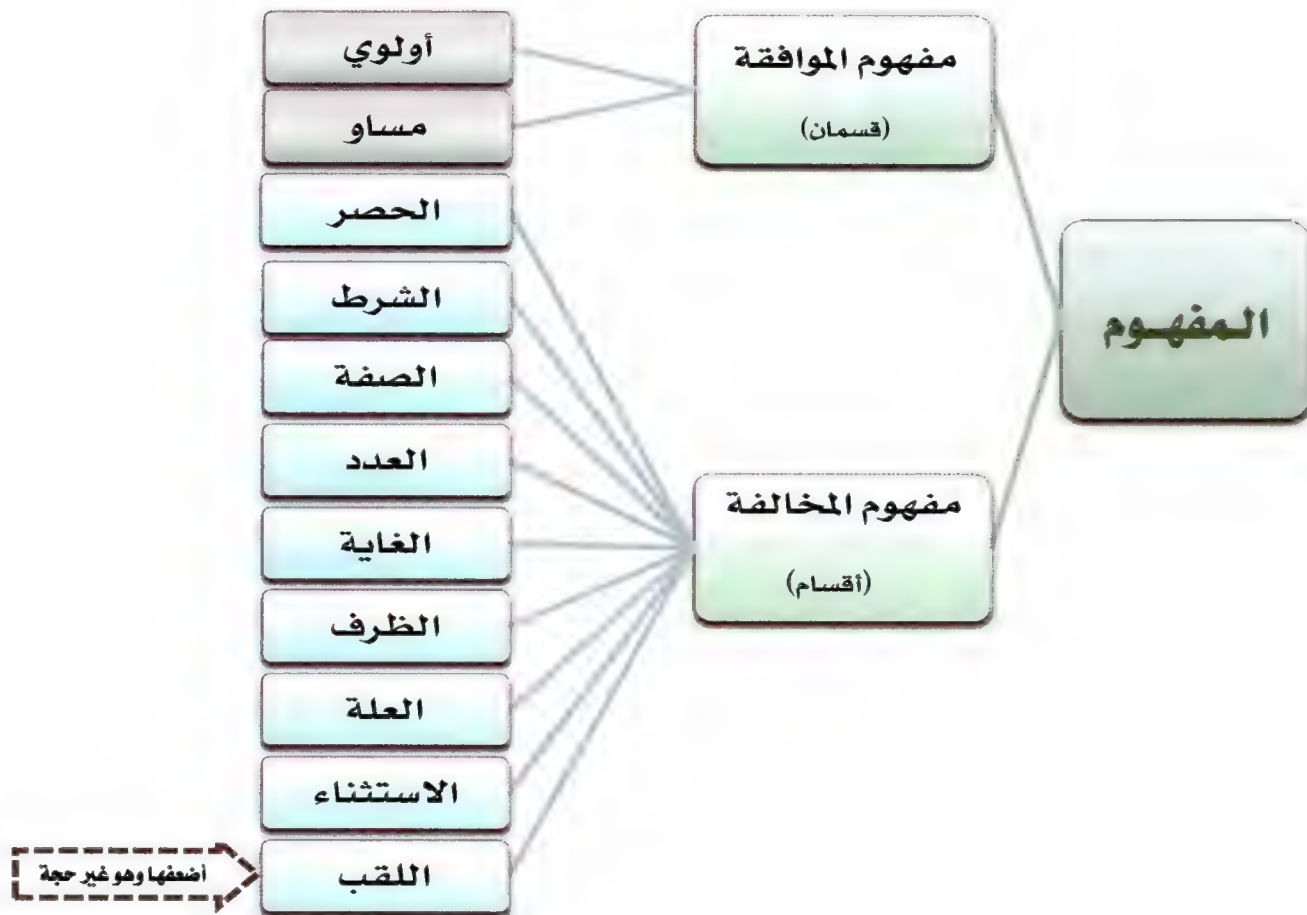 المفهوم
مفهوم الموافقة
(قسمان)
أولوي
مساو
مفهوم المخالفة
(أقسام)
الحصر
الشرط
الصفة
العدد
الغاية
الظرف
العلة
الاستثناء
اللقب
أضعفها وهو غير حجة